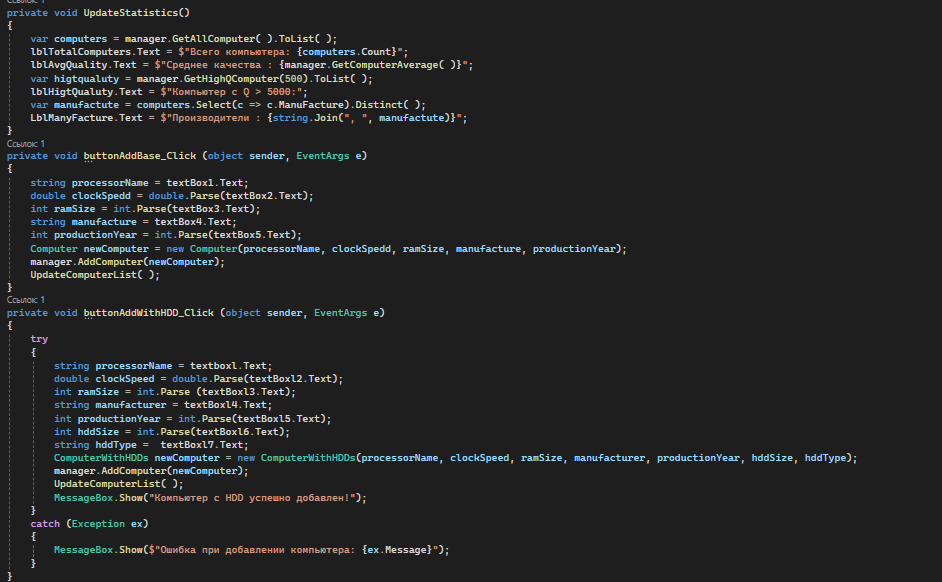 Ссылок: 1
private void UpdateStatistics()
{
var computers = manager.GetAllComputer( ).ToList( );
lblTotalComputers.Text = $"Всего компьютера: {computers.Count}";
lblAvgQuality.Text = $"Среднее качества : {manager.GetComputerAverage( )}";
var higtqualuty = manager.GetHighQComputer(500).ToList( );
lblHigtQualuty.Text = $"Компьютер с Q > 5000:";
var manufactute = computers.Select(c => c.ManuFacture).Distinct( );
LblManyFacture.Text = $"Производители : {string.Join(", ", manufactute)}";
}
Ссылок: 1
private void buttonAddBase_Click (object sender, EventArgs e)
{
string processorName = textBox1.Text;
double clockSpedd = double.Parse(textBox2.Text);
int ramSize = int.Parse(textBox3.Text);
string manufacture = textBox4.Text;
int productionYear = int.Parse(textBox5.Text);
Computer newComputer = new Computer(processorName, clockSpedd, ramSize, manufacture, productionYear);
manager.AddComputer(newComputer);
UpdateComputerList( );
}
Ссылок: 1
private void buttonAddWithHDD_Click (object sender, EventArgs e)
{
try
{
string processorName = textboxl.Text;
double clockSpeed = double.Parse(textBoxl2.Text);
int ramSize = int.Parse (textBoxl3.Text);
string manufacturer = textBoxl4.Text;
int productionYear = int.Parse(textBoxl5.Text);
int hddSize = int.Parse(textBoxl6.Text);
string hddType =  textBoxl7.Text;
ComputerWithHDDs newComputer = new ComputerWithHDDs(processorName, clockSpeed, ramSize, manufacturer, productionYear, hddSize, hddType);
manager.AddComputer(newComputer);
UpdateComputerList( );
MessageBox.Show("Компьютер с HDD успешно добавлен!");
}
catch (Exception ex)
{
MessageBox.Show($"Ошибка при добавлении компьютера: {ex.Message}");
}
}